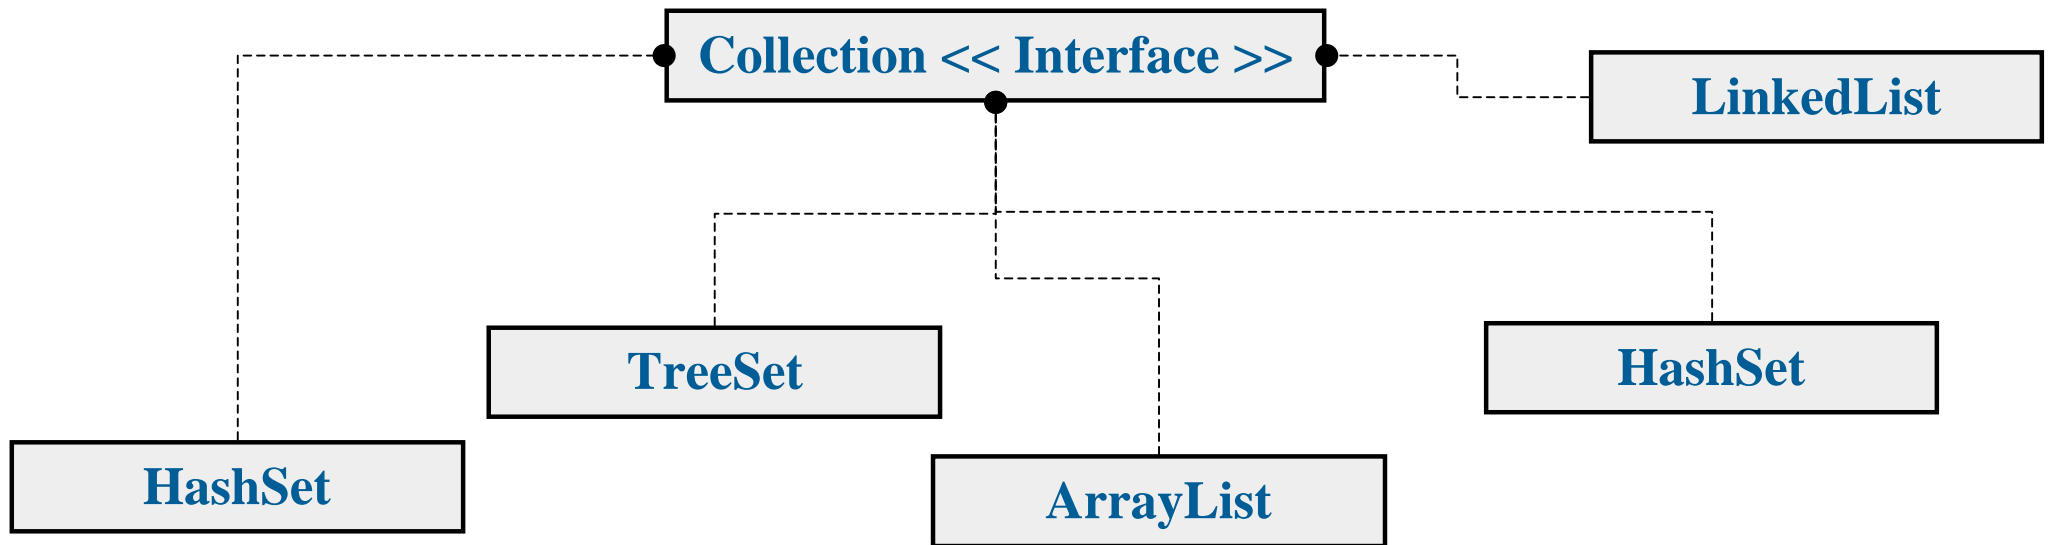 Collection << Interface >>
LinkedList
TreeSet
HashSet
HashSet
ArrayList